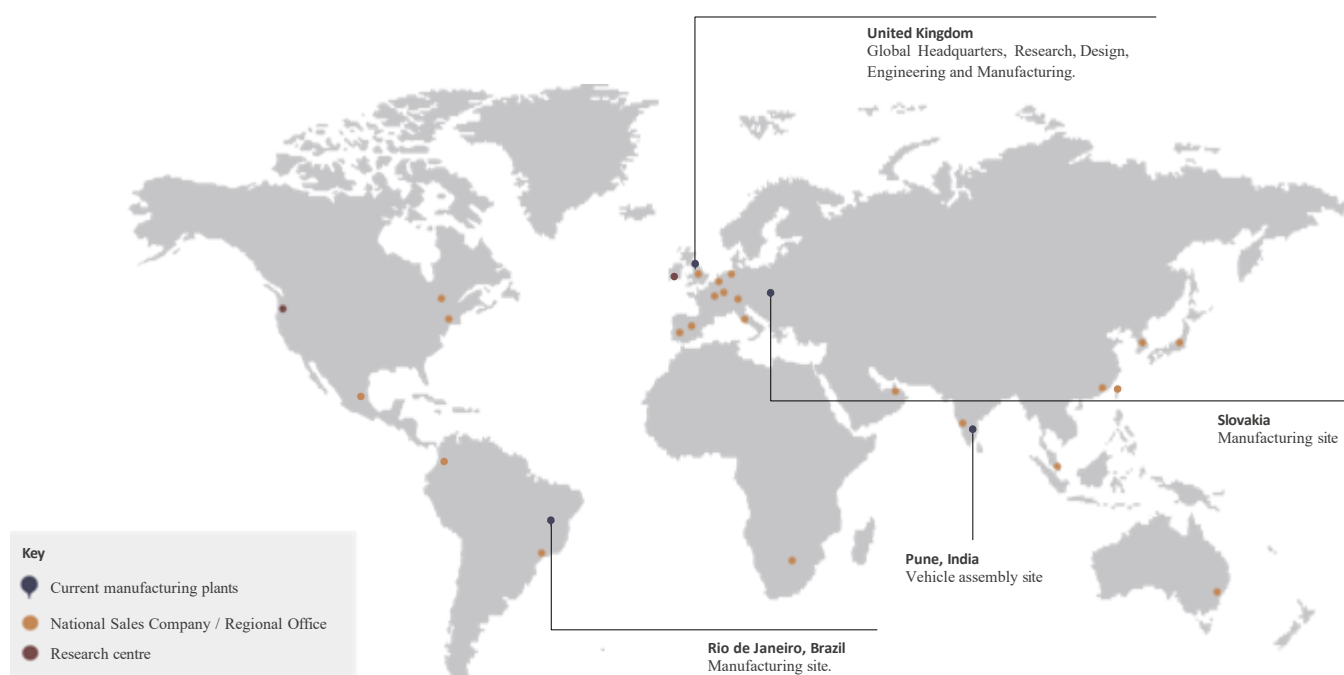 United Kingdom
Global Headquarters, Research, Design,
Engineering and Manufacturing.
Slovakia
Manufacturing site
Pune, India
Vehicle assembly site
Key
Current manufacturing plants
National Sales Company / Regional Office
Research centre
Rio de Janeiro, Brazil
Manufacturing site.